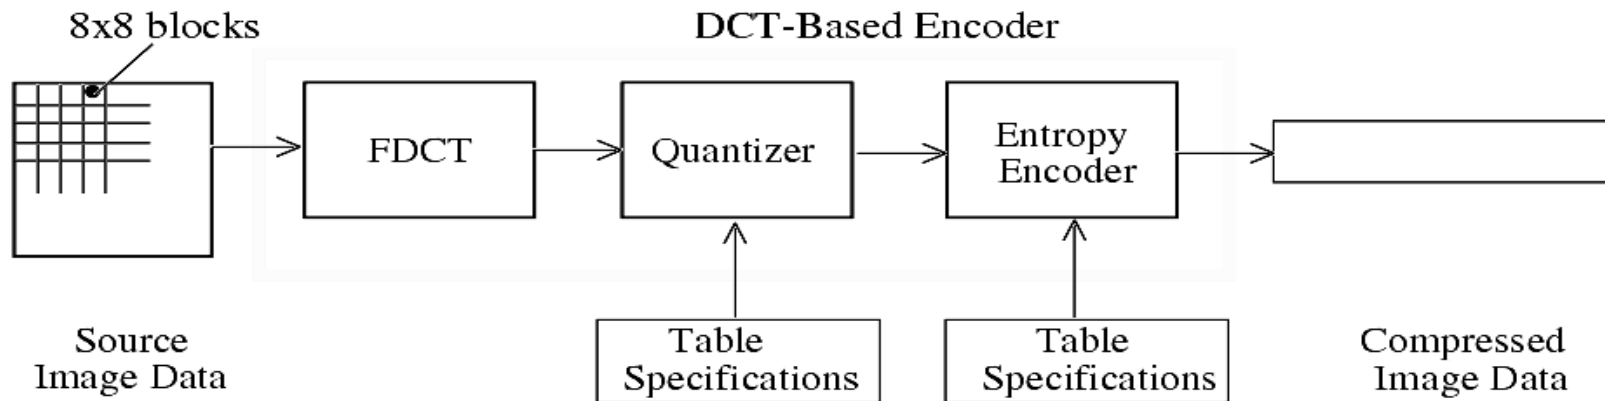 8x8 blocks
DCT-Based Encoder
FDCT
Quantizer
Entropy
Encoder
Source
Image Data
Table
Specifications
Table
Specifications
Compressed
Image Data